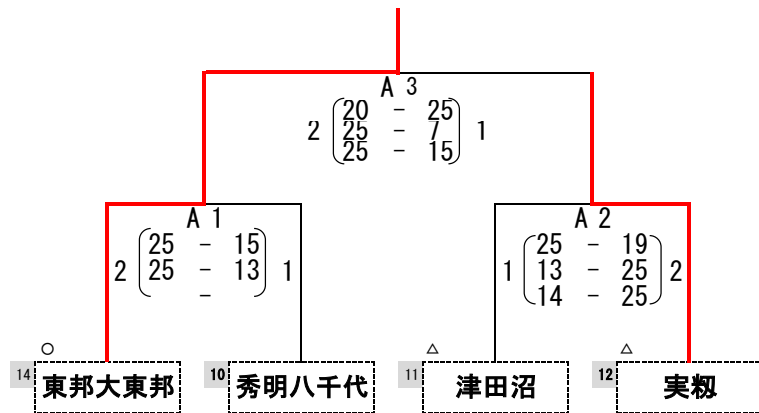 A 3
20 - 25
2 25 - 7 1
25 - 15
A 1
25 - 15
2 25 - 13 1
-
A 2
25 - 19
1 13 - 25 2
14 - 25
○
14 東邦大東邦
10 秀明八千代
△
11 津田沼
△
12 実籾